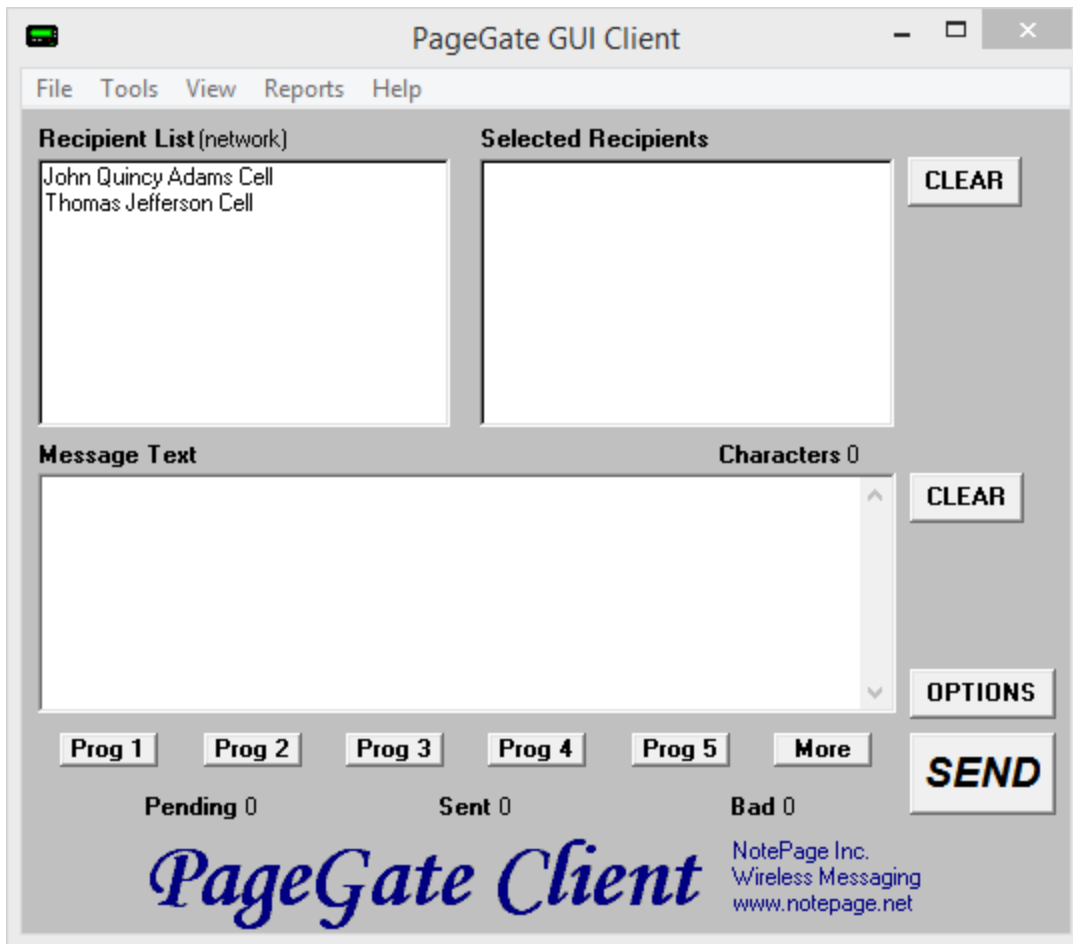 PageGate GUI Client
File Tools View Reports Help
Recipient List (network) Selected Recipients
John Quincy Adams Cell
Thomas Jefferson Cell
CLEAR
Message Text Characters 0
CLEAR
OPTIONS
Prog 1 Prog 2 Prog 3 Prog 4 Prog 5 More
SEND
Pending 0 Sent 0 Bad 0
PageGate Client
NotePage Inc.
Wireless Messaging
www.notepage.net